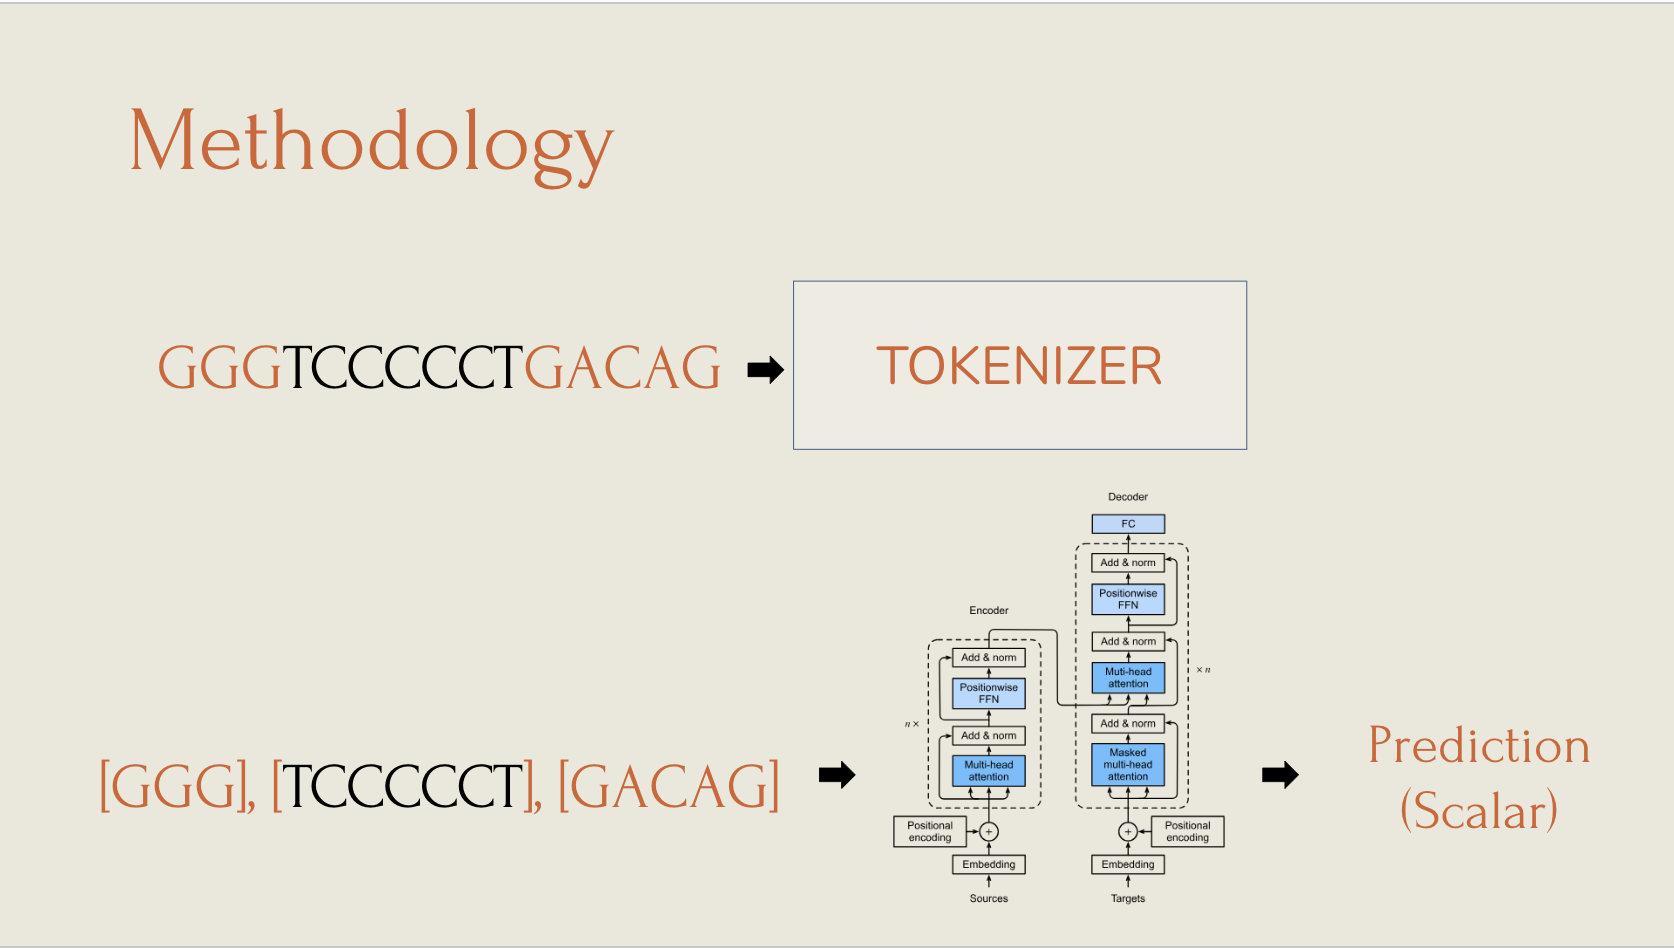 Methodology
GGGTCCCCCTGACAG
TOKENIZER
[GGG], [TCCCCCT], [GACAG]
Encoder
Add & norm
Positionwise
FFN
Add & norm
Multi-head
attention
n ×
Positional
encoding
+
Embedding
Sources
Decoder
FC
Add & norm
Positionwise
FFN
Add & norm
Muti-head
attention
Add & norm
Masked
multi-head
attention
× n
+
Positional
encoding
Embedding
Targets
Prediction
(Scalar)